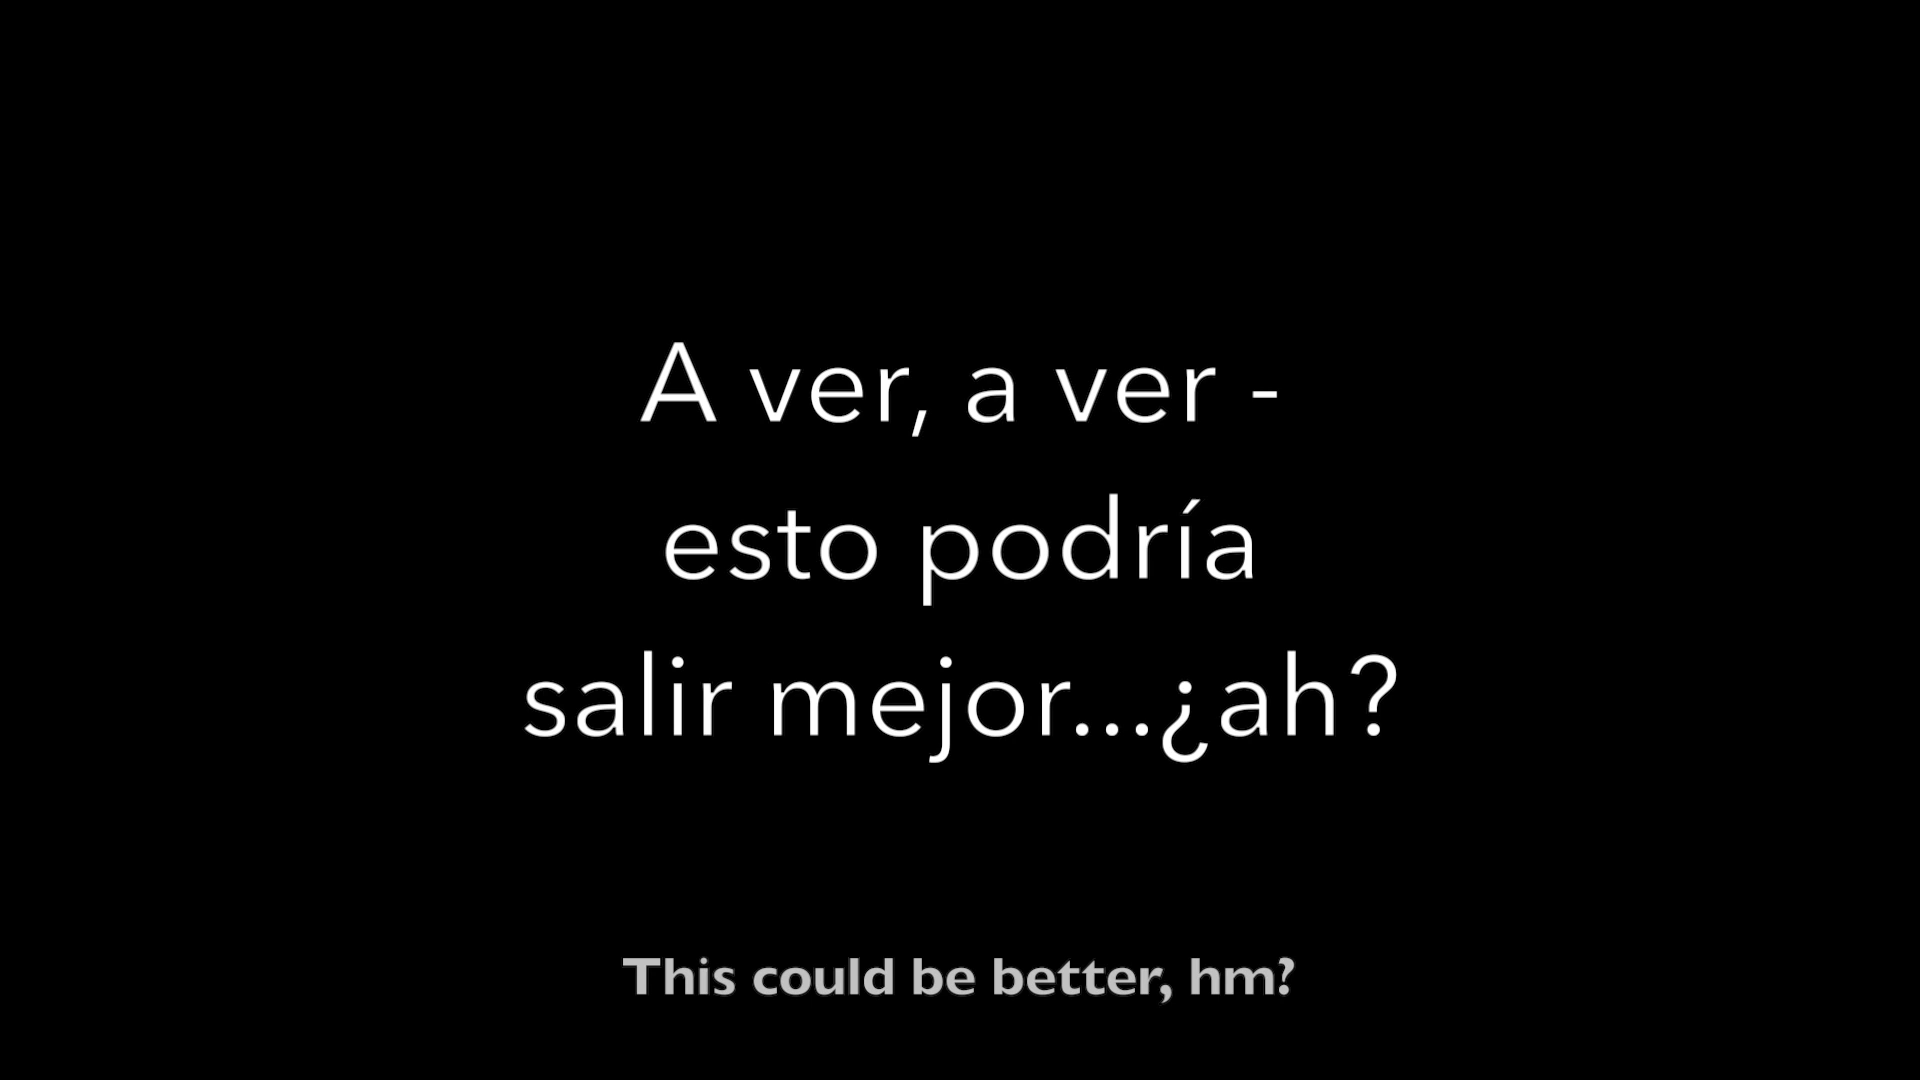 A ver, a ver -
esto podría
salir mejor...¿ah?
This could be better, hm?